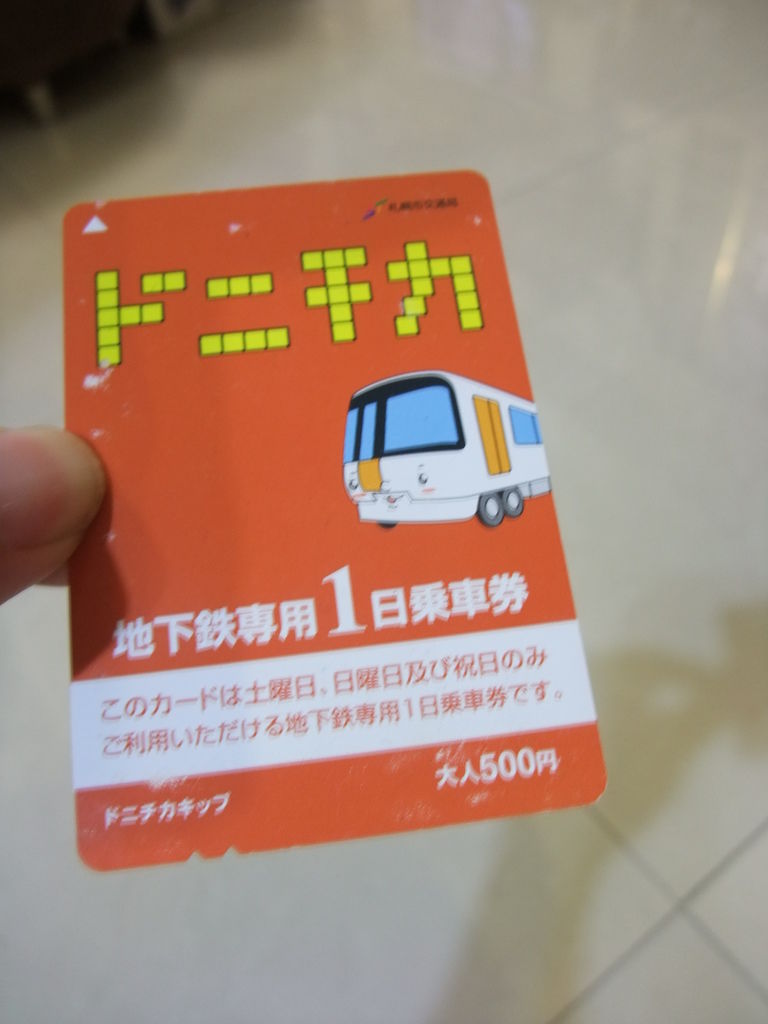 札幌市交通局
ドニチカ
地下鉄専用1日乗車券
このカードは土曜日、日曜日及び祝日のみ
ご利用いただける地下鉄専用1日乗車券です。
大人500円
ドニチカキップ